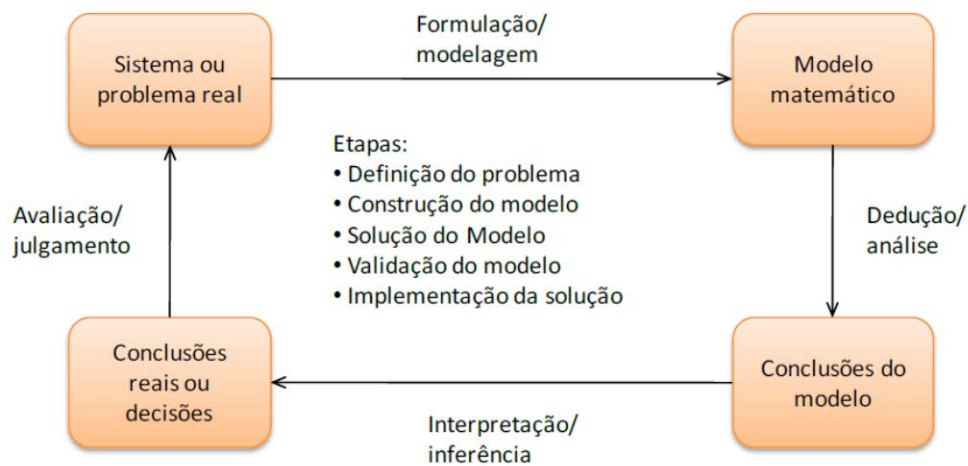 Formulação/
modelagem
Sistema ou
problema real
Modelo
matemático
Etapas:
• Definição do problema
• Construção do modelo
• Solução do Modelo
• Validação do modelo
• Implementação da solução
Avaliação/
julgamento
Dedução/
análise
Conclusões
reais ou
decisões
Conclusões do
modelo
Interpretação/
inferência